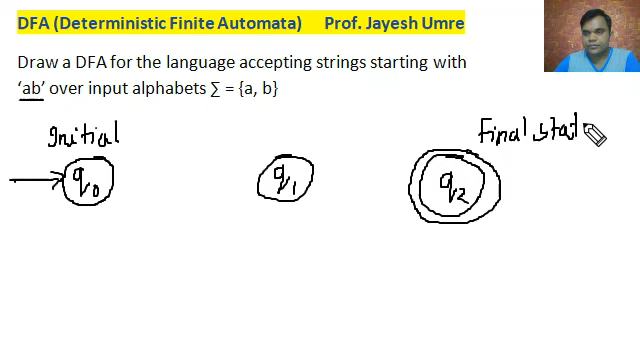 DFA (Deterministic Finite Automata) Prof. Jayesh Umre
Draw a DFA for the language accepting strings starting with
‘ab’ over input alphabets ∑ = {a, b}
Initial
Final stat
q0
q1
q2